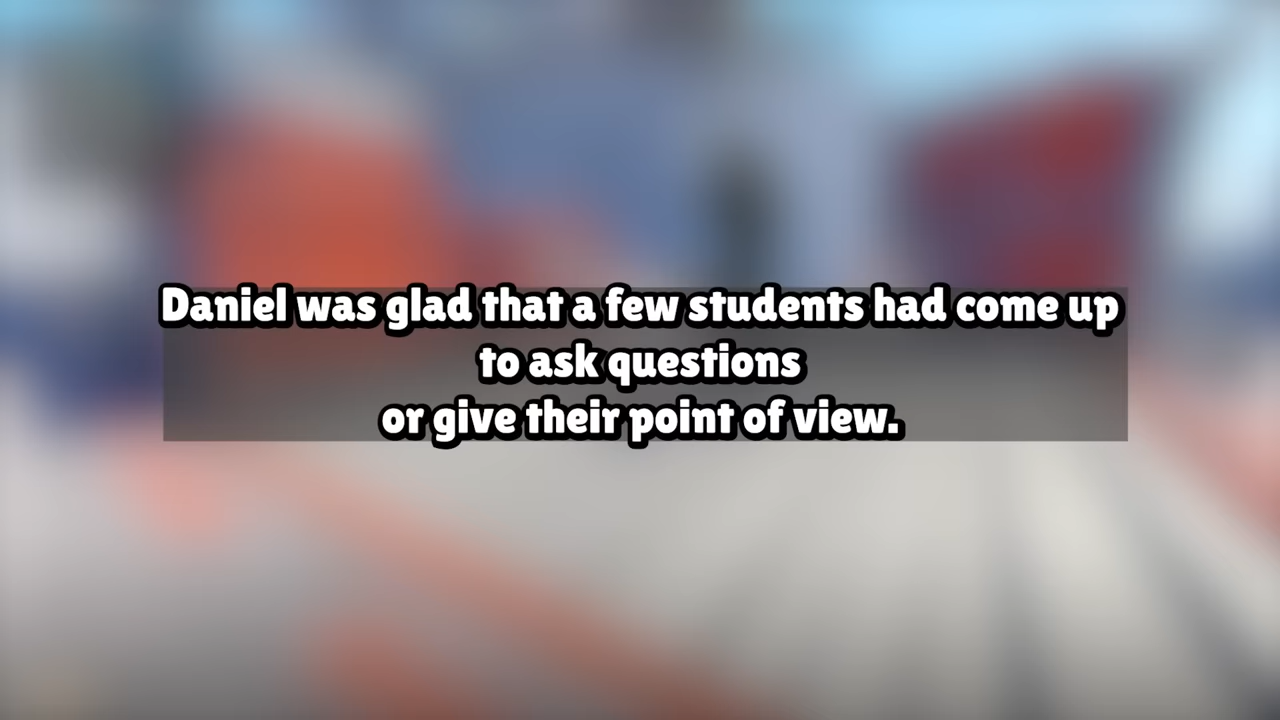 Daniel was glad that a few students had come up
to ask questions
or give their point of view.